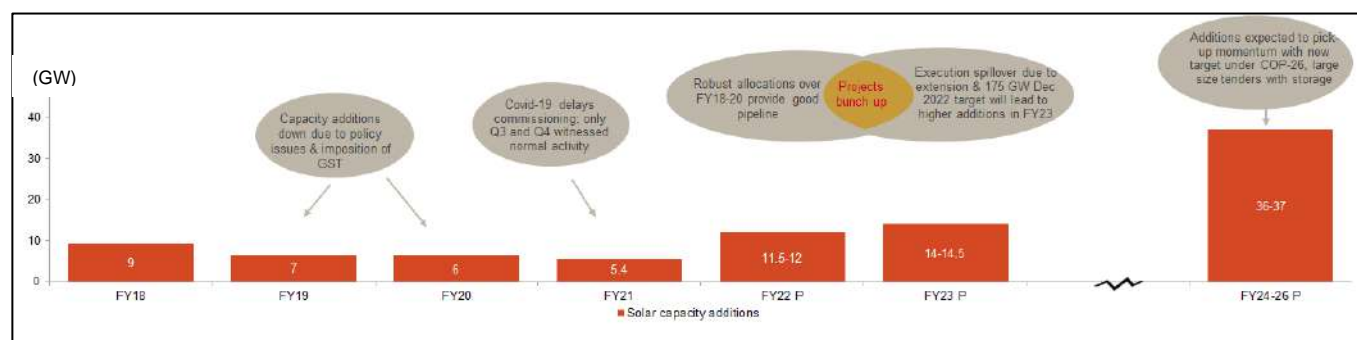 (GW)
40
30
20
10
0
Capacity additions
down due to policy
issues & imposition of
GST
Covid-19 delays
commissioning; only
Q3 and Q4 witnessed
normal activity
Robust allocations over
FY18-20 provide good
pipeline
Projects
bunch up
Execution spillover due to
extension & 175 GW Dec
2022 target will lead to
higher additions in FY23
Additions expected to pick-
up momentum with new
target under COP-26, large
size tenders with storage
9
7
6
5.4
11.5-12
14-14.5
36-37
FY18
FY19
FY20
FY21
FY22 P
FY23 P
FY24-26 P
Solar capacity additions